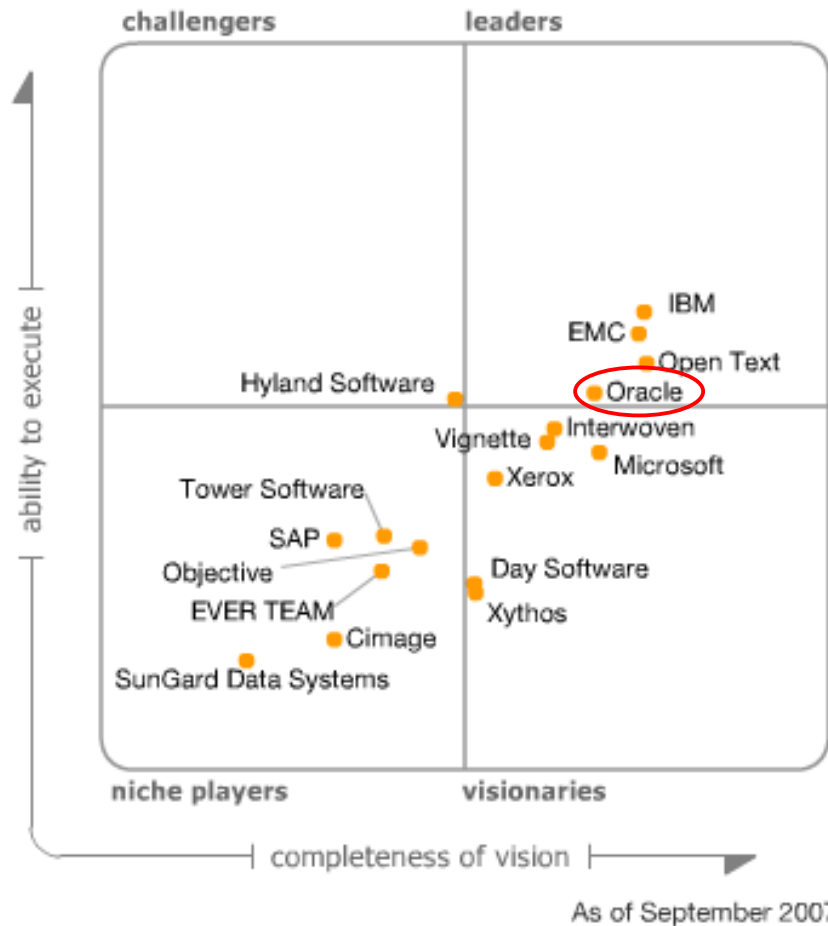 challengers
leaders
ability to execute
IBM
EMC
Open Text
Hyland Software
Oracle
Interwoven
Vignette
Microsoft
Xerox
Tower Software
SAP
Objective
Day Software
EVER TEAM
Xythos
Cimage
SunGard Data Systems
niche players
visionaries
completeness of vision
As of September 2007